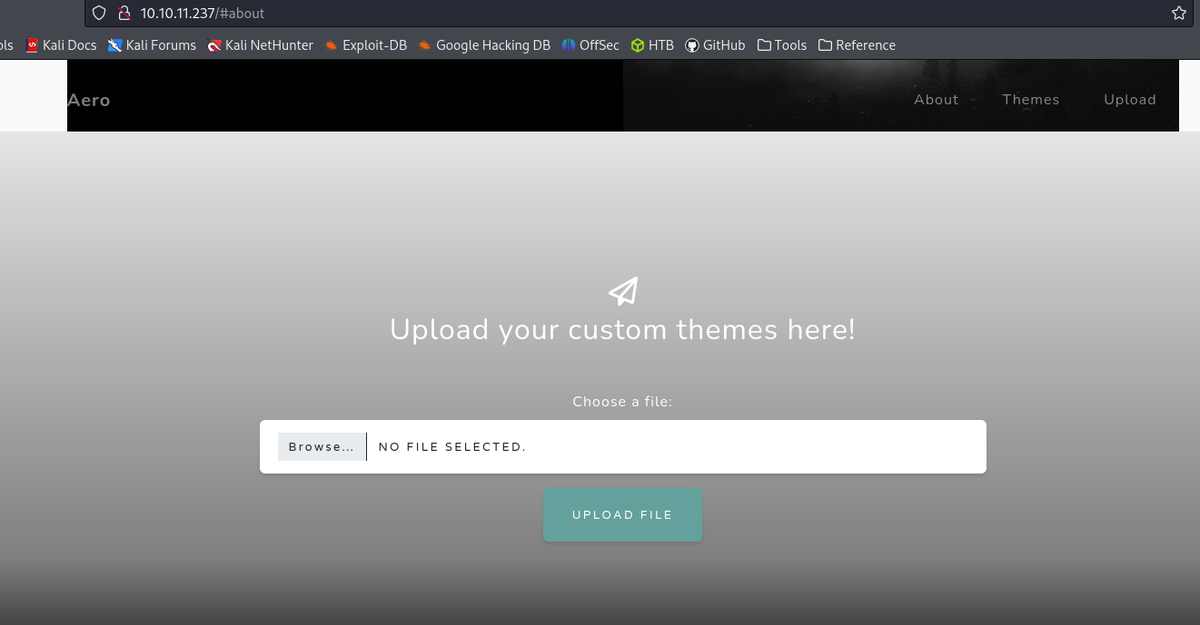 10.10.11.237/#about
ols Kali Docs Kali Forums Kali NetHunter Exploit-DB Google Hacking DB OffSec HTB GitHub Tools Reference
Aero About Themes Upload
Upload your custom themes here!
Choose a file:
Browse... NO FILE SELECTED.
UPLOAD FILE